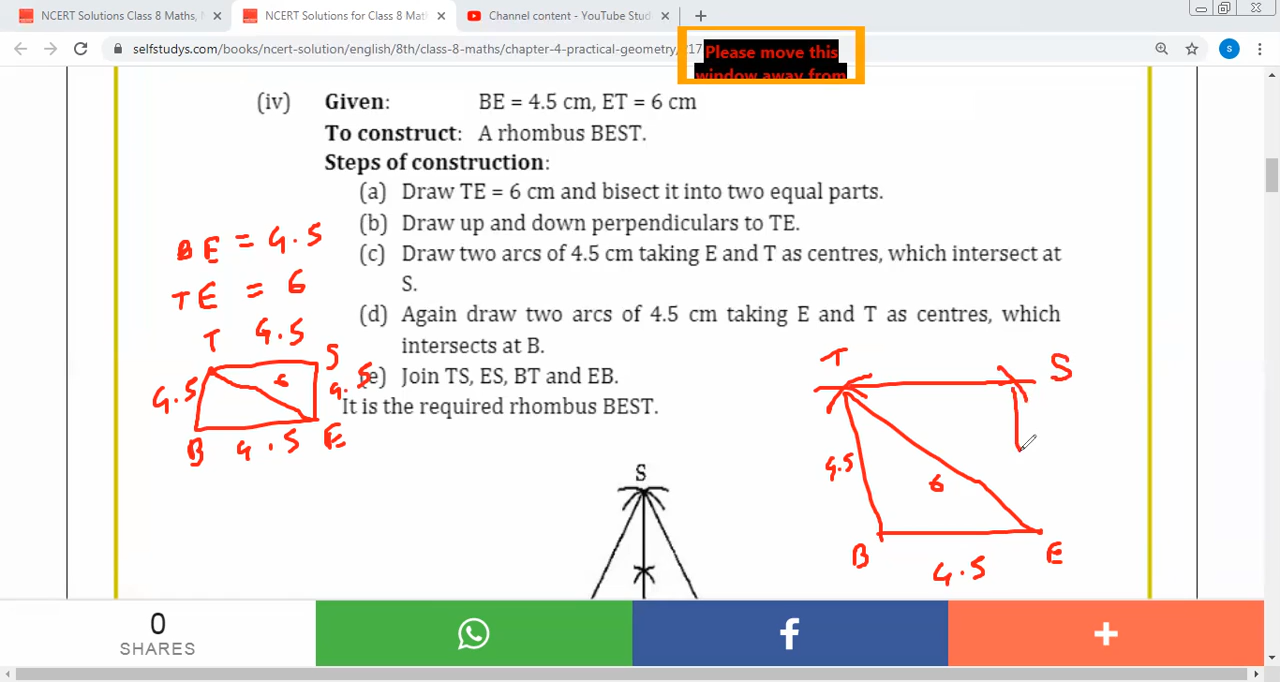 NCERT Solutions Class 8 Maths,
NCERT Solutions for Class 8 Mat
Channel content - YouTube Stud
selfstudys.com/books/ncert-solution/english/8th/class-8-maths/chapter-4-practical-geometry/
217
Please move this
window away from
S
(iv) Given: BE = 4.5 cm, ET = 6 cm
To construct: A rhombus BEST.
Steps of construction:
(a) Draw TE = 6 cm and bisect it into two equal parts.
(b) Draw up and down perpendiculars to TE.
(c) Draw two arcs of 4.5 cm taking E and T as centres, which intersect at
S.
(d) Again draw two arcs of 4.5 cm taking E and T as centres, which
intersects at B.
(e) Join TS, ES, BT and EB.
It is the required rhombus BEST.
BE = 4.5
TE = 6
T 4.5 S
4.5 6 4.5
B 4.5 E
T S
4.5 6
B E
4.5
S
0
SHARES